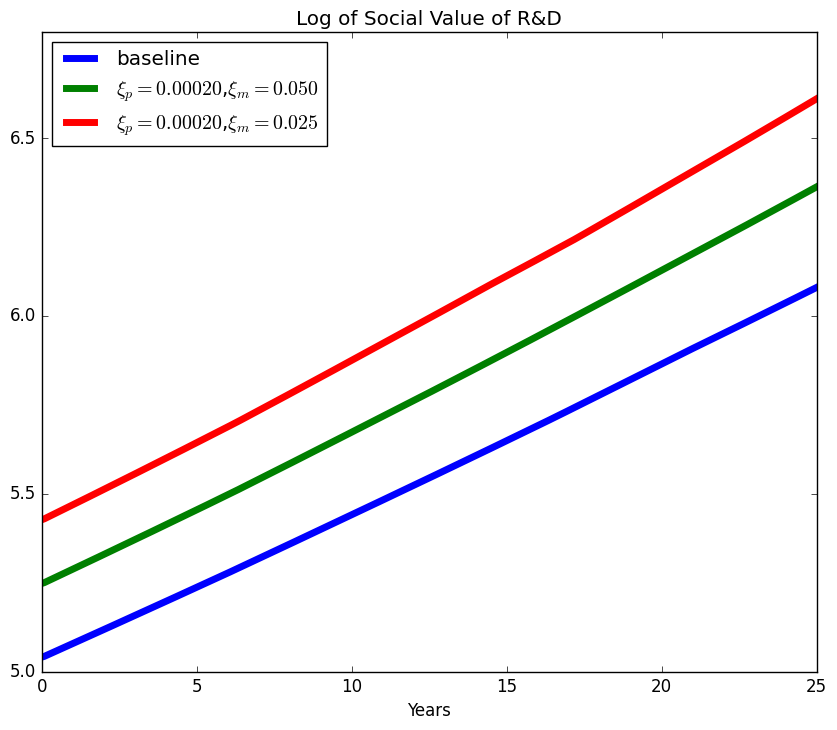 Log of Social Value of R&D
baseline
ξp = 0.00020,ξm = 0.050
ξp = 0.00020,ξm = 0.025
6.5
6.0
5.5
5.0
0 5 10 15 20 25
Years